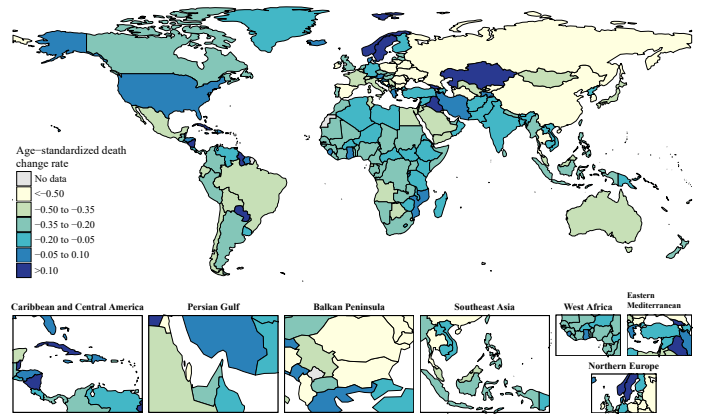 Age−standardized death
change rate
No data
<−0.50
−0.50 to −0.35
−0.35 to −0.20
−0.20 to −0.05
−0.05 to 0.10
>0.10
Caribbean and Central America
Persian Gulf
Balkan Peninsula
Southeast Asia
West Africa
Eastern
Mediterranean
Northern Europe